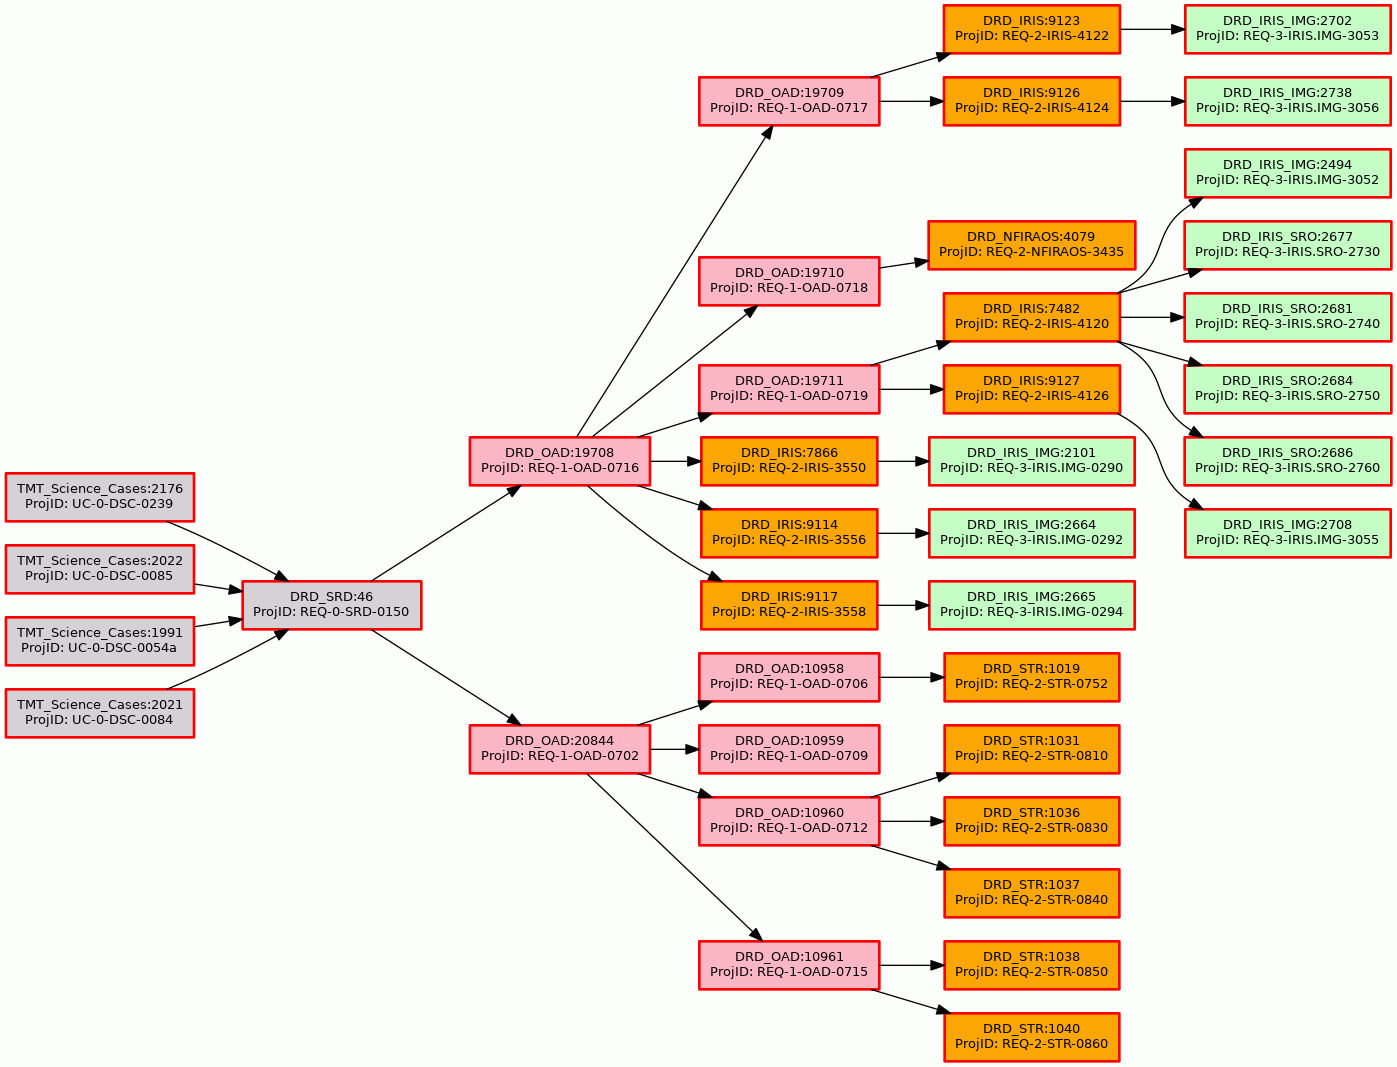 DRD_IRIS:9123
ProjID: REQ-2-IRIS-4122
DRD_IRIS_IMG:2702
ProjID: REQ-3-IRIS.IMG-3053
DRD_OAD:19709
ProjID: REQ-1-OAD-0717
DRD_IRIS:9126
ProjID: REQ-2-IRIS-4124
DRD_IRIS_IMG:2738
ProjID: REQ-3-IRIS.IMG-3056
DRD_IRIS_IMG:2494
ProjID: REQ-3-IRIS.IMG-3052
DRD_NFIRAOS:4079
ProjID: REQ-2-NFIRAOS-3435
DRD_IRIS_SRO:2677
ProjID: REQ-3-IRIS.SRO-2730
DRD_OAD:19710
ProjID: REQ-1-OAD-0718
DRD_IRIS:7482
ProjID: REQ-2-IRIS-4120
DRD_IRIS_SRO:2681
ProjID: REQ-3-IRIS.SRO-2740
DRD_OAD:19711
ProjID: REQ-1-OAD-0719
DRD_IRIS:9127
ProjID: REQ-2-IRIS-4126
DRD_IRIS_SRO:2684
ProjID: REQ-3-IRIS.SRO-2750
DRD_OAD:19708
ProjID: REQ-1-OAD-0716
DRD_IRIS:7866
ProjID: REQ-2-IRIS-3550
DRD_IRIS_IMG:2101
ProjID: REQ-3-IRIS.IMG-0290
DRD_IRIS_SRO:2686
ProjID: REQ-3-IRIS.SRO-2760
TMT_Science_Cases:2176
ProjID: UC-0-DSC-0239
DRD_IRIS:9114
ProjID: REQ-2-IRIS-3556
DRD_IRIS_IMG:2664
ProjID: REQ-3-IRIS.IMG-0292
DRD_IRIS_IMG:2708
ProjID: REQ-3-IRIS.IMG-3055
TMT_Science_Cases:2022
ProjID: UC-0-DSC-0085
DRD_SRD:46
ProjID: REQ-0-SRD-0150
DRD_IRIS:9117
ProjID: REQ-2-IRIS-3558
DRD_IRIS_IMG:2665
ProjID: REQ-3-IRIS.IMG-0294
TMT_Science_Cases:1991
ProjID: UC-0-DSC-0054a
DRD_OAD:10958
ProjID: REQ-1-OAD-0706
DRD_STR:1019
ProjID: REQ-2-STR-0752
TMT_Science_Cases:2021
ProjID: UC-0-DSC-0084
DRD_OAD:20844
ProjID: REQ-1-OAD-0702
DRD_OAD:10959
ProjID: REQ-1-OAD-0709
DRD_STR:1031
ProjID: REQ-2-STR-0810
DRD_OAD:10960
ProjID: REQ-1-OAD-0712
DRD_STR:1036
ProjID: REQ-2-STR-0830
DRD_STR:1037
ProjID: REQ-2-STR-0840
DRD_OAD:10961
ProjID: REQ-1-OAD-0715
DRD_STR:1038
ProjID: REQ-2-STR-0850
DRD_STR:1040
ProjID: REQ-2-STR-0860